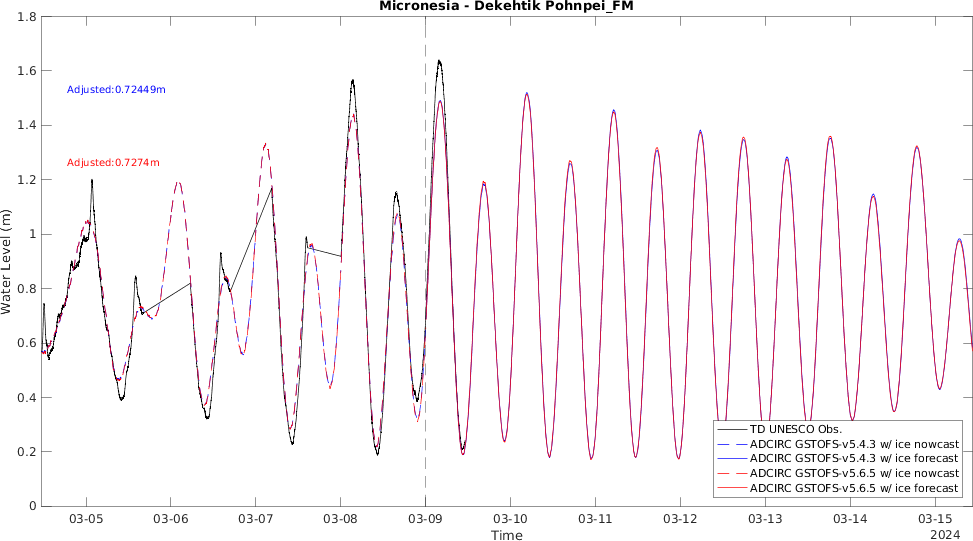 Micronesia - Dekehtik Pohnpei_FM
1.8
1.6
1.4
1.2
1
0.8
0.6
0.4
0.2
0
Water Level (m)
Adjusted:0.72449m
Adjusted:0.7274m
TD UNESCO Obs.
ADCIRC GSTOFS-v5.4.3 w/ ice nowcast
ADCIRC GSTOFS-v5.4.3 w/ ice forecast
ADCIRC GSTOFS-v5.6.5 w/ ice nowcast
ADCIRC GSTOFS-v5.6.5 w/ ice forecast
03-05 03-06 03-07 03-08 03-09 03-10 03-11 03-12 03-13 03-14 03-15
Time 2024